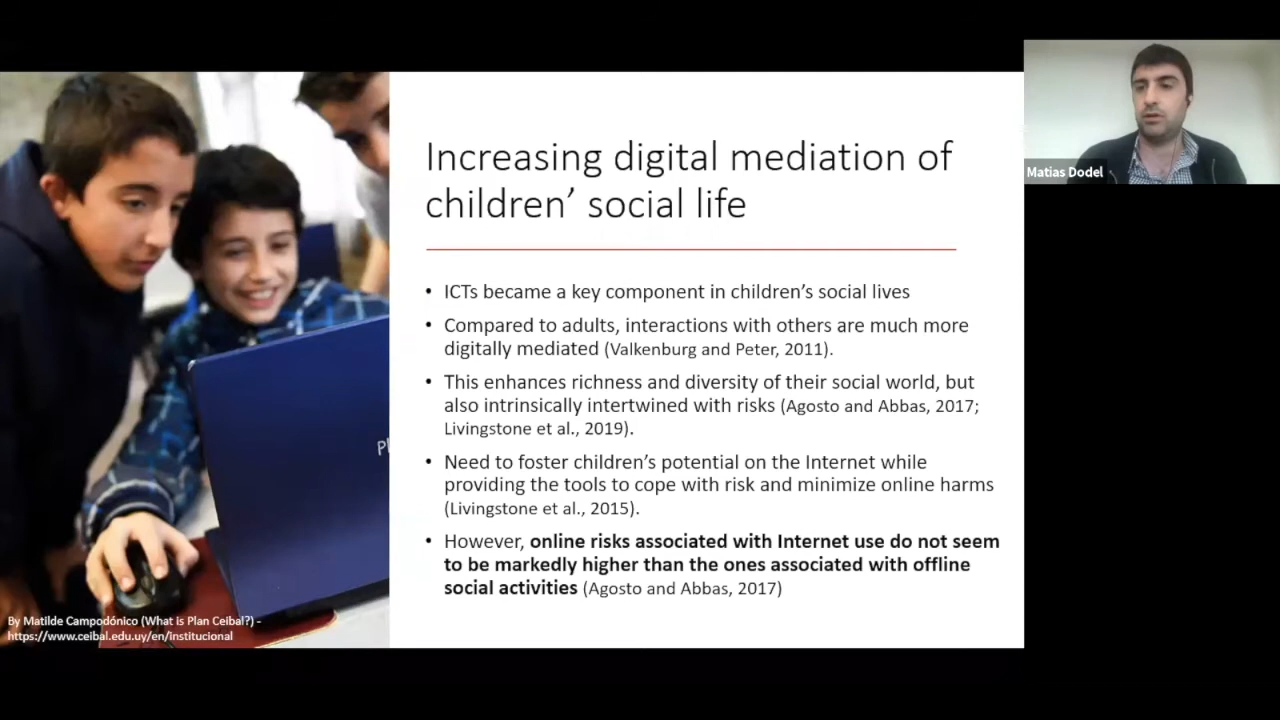 Increasing digital mediation of
children’ social life
• ICTs became a key component in children’s social lives
• Compared to adults, interactions with others are much more
digitally mediated (Valkenburg and Peter, 2011).
• This enhances richness and diversity of their social world, but
also intrinsically intertwined with risks (Agosto and Abbas, 2017;
Livingstone et al., 2019).
• Need to foster children’s potential on the Internet while
providing the tools to cope with risk and minimize online harms
(Livingstone et al., 2015).
• However, online risks associated with Internet use do not seem
to be markedly higher than the ones associated with offline
social activities (Agosto and Abbas, 2017)
By Matilde Campodónico (What is Plan Ceibal?) -
https://www.ceibal.edu.uy/en/institucional
Matias Dodel